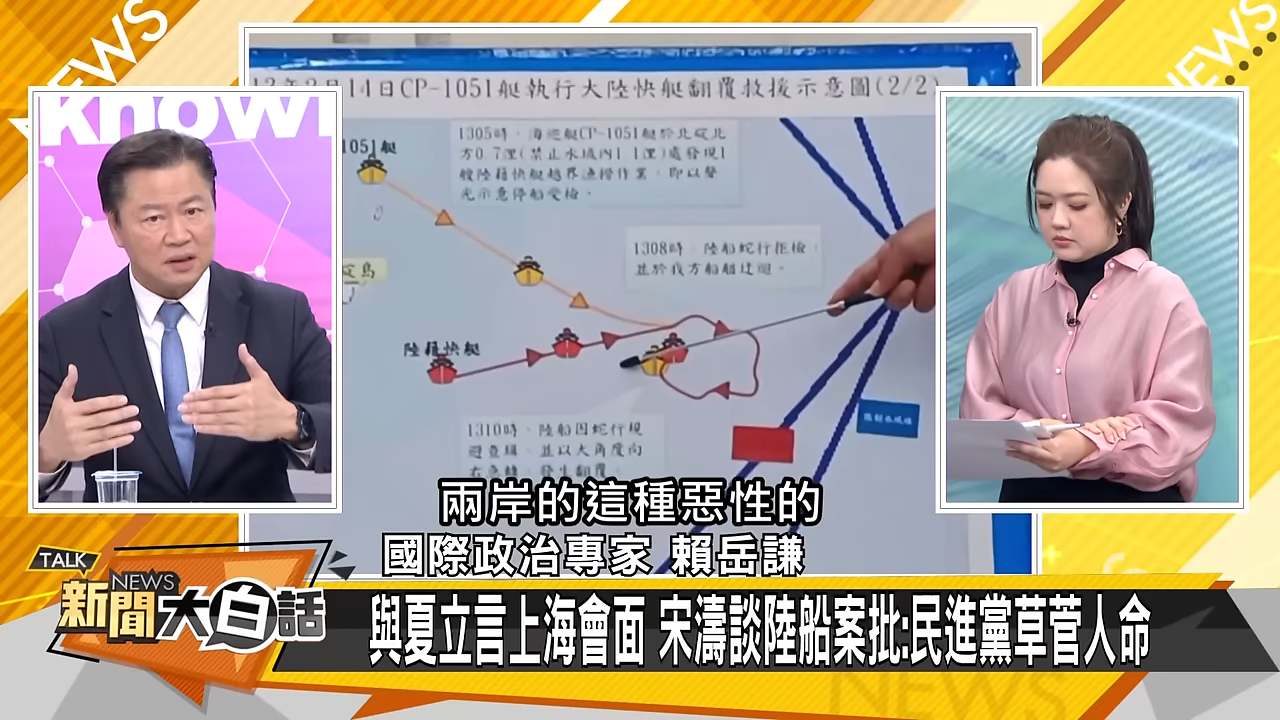 NEWS
NEWS
know
13年2月14日CP-1051艇執行大陸快艇翻覆救援示意圖(2/2)
1051艇
1305時，海巡艇CP-1051艇於北碇北
方0.7浬(禁止水域內1.1浬)處發現1
艘陸籍快艇越界漁撈作業，即以聲
光示意停船受檢。
1308時，陸船蛇行拒檢，
並於我方船艏迂迴。
陸籍快艇
1310時，陸船因蛇行規
避查緝，並以大角度向
右急轉，發生翻覆。
兩岸的這種惡性的
國際政治專家 賴岳謙
TALK
NEWS
新聞大白話
與夏立言上海會面 宋濤談陸船案批:民進黨草菅人命
NEWS